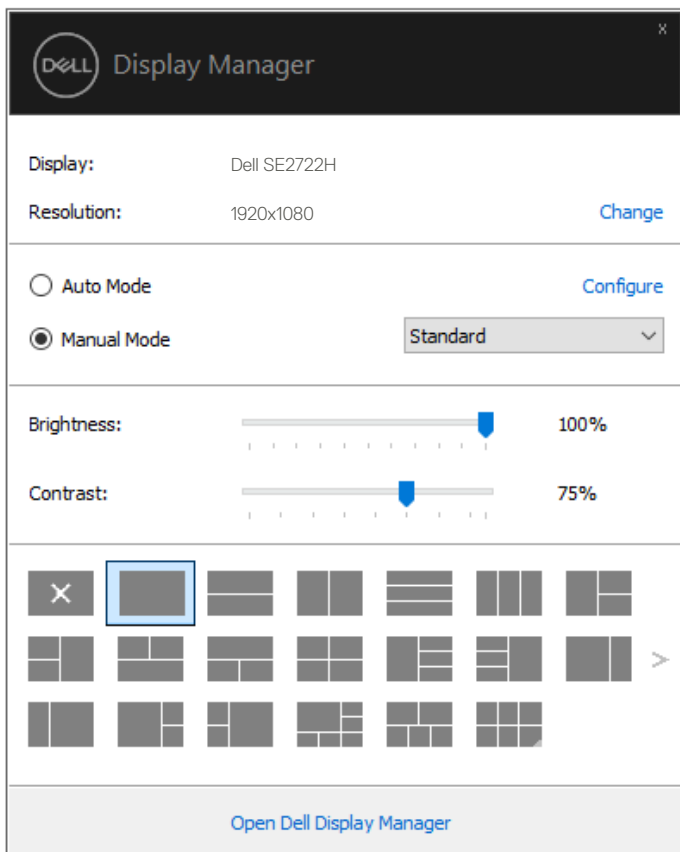 x
DELL Display Manager
Display: Dell SE2722H
Resolution: 1920x1080 Change
Auto Mode Configure
Manual Mode Standard
Brightness: 100%
Contrast: 75%
Open Dell Display Manager